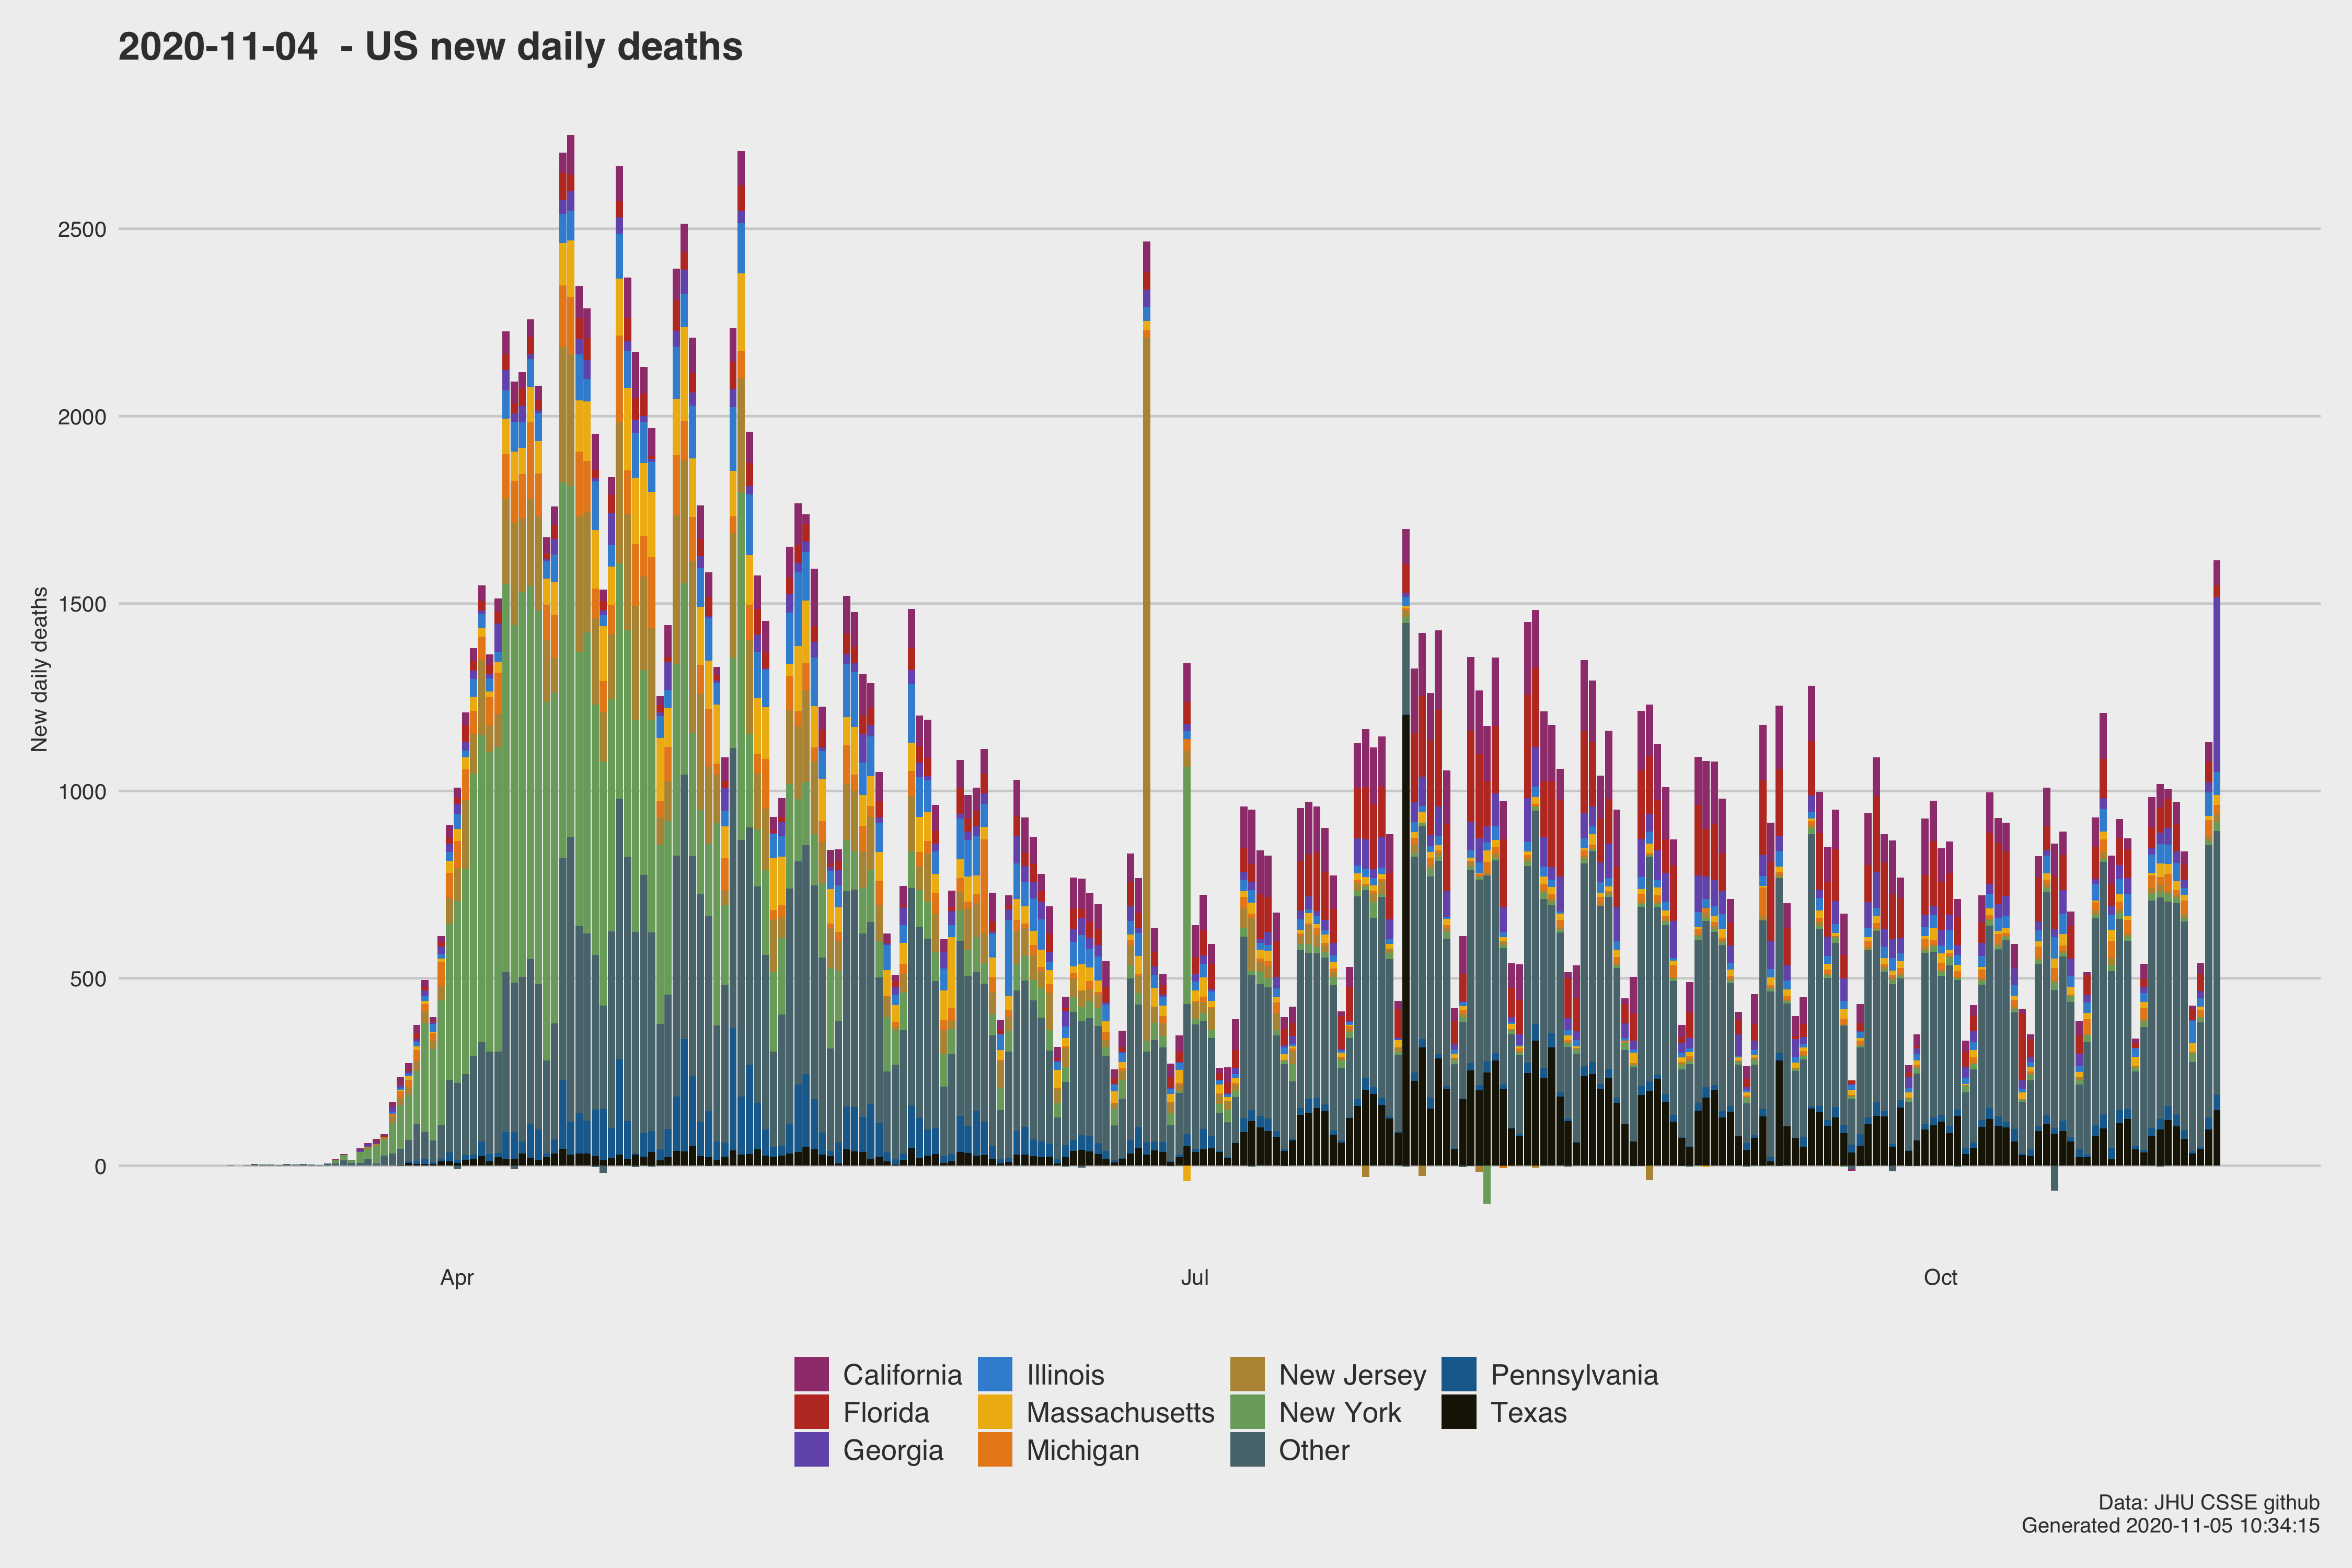 2020-11-04  - US new daily deaths
New daily deaths
2500
2000
1500
1000
500
0
Apr
Jul
Oct
California
Florida
Georgia
Illinois
Massachusetts
Michigan
New Jersey
New York
Other
Pennsylvania
Texas
Data: JHU CSSE github
Generated 2020-11-05 10:34:15